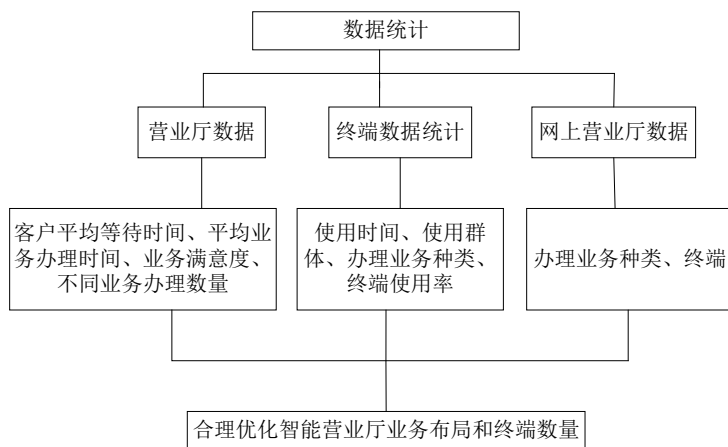 数据统计
营业厅数据
终端数据统计
网上营业厅数据
客户平均等待时间、平均业
务办理时间、业务满意度、
不同业务办理数量
使用时间、使用群
体、办理业务种类、
终端使用率
办理业务种类、终端
合理优化智能营业厅业务布局和终端数量